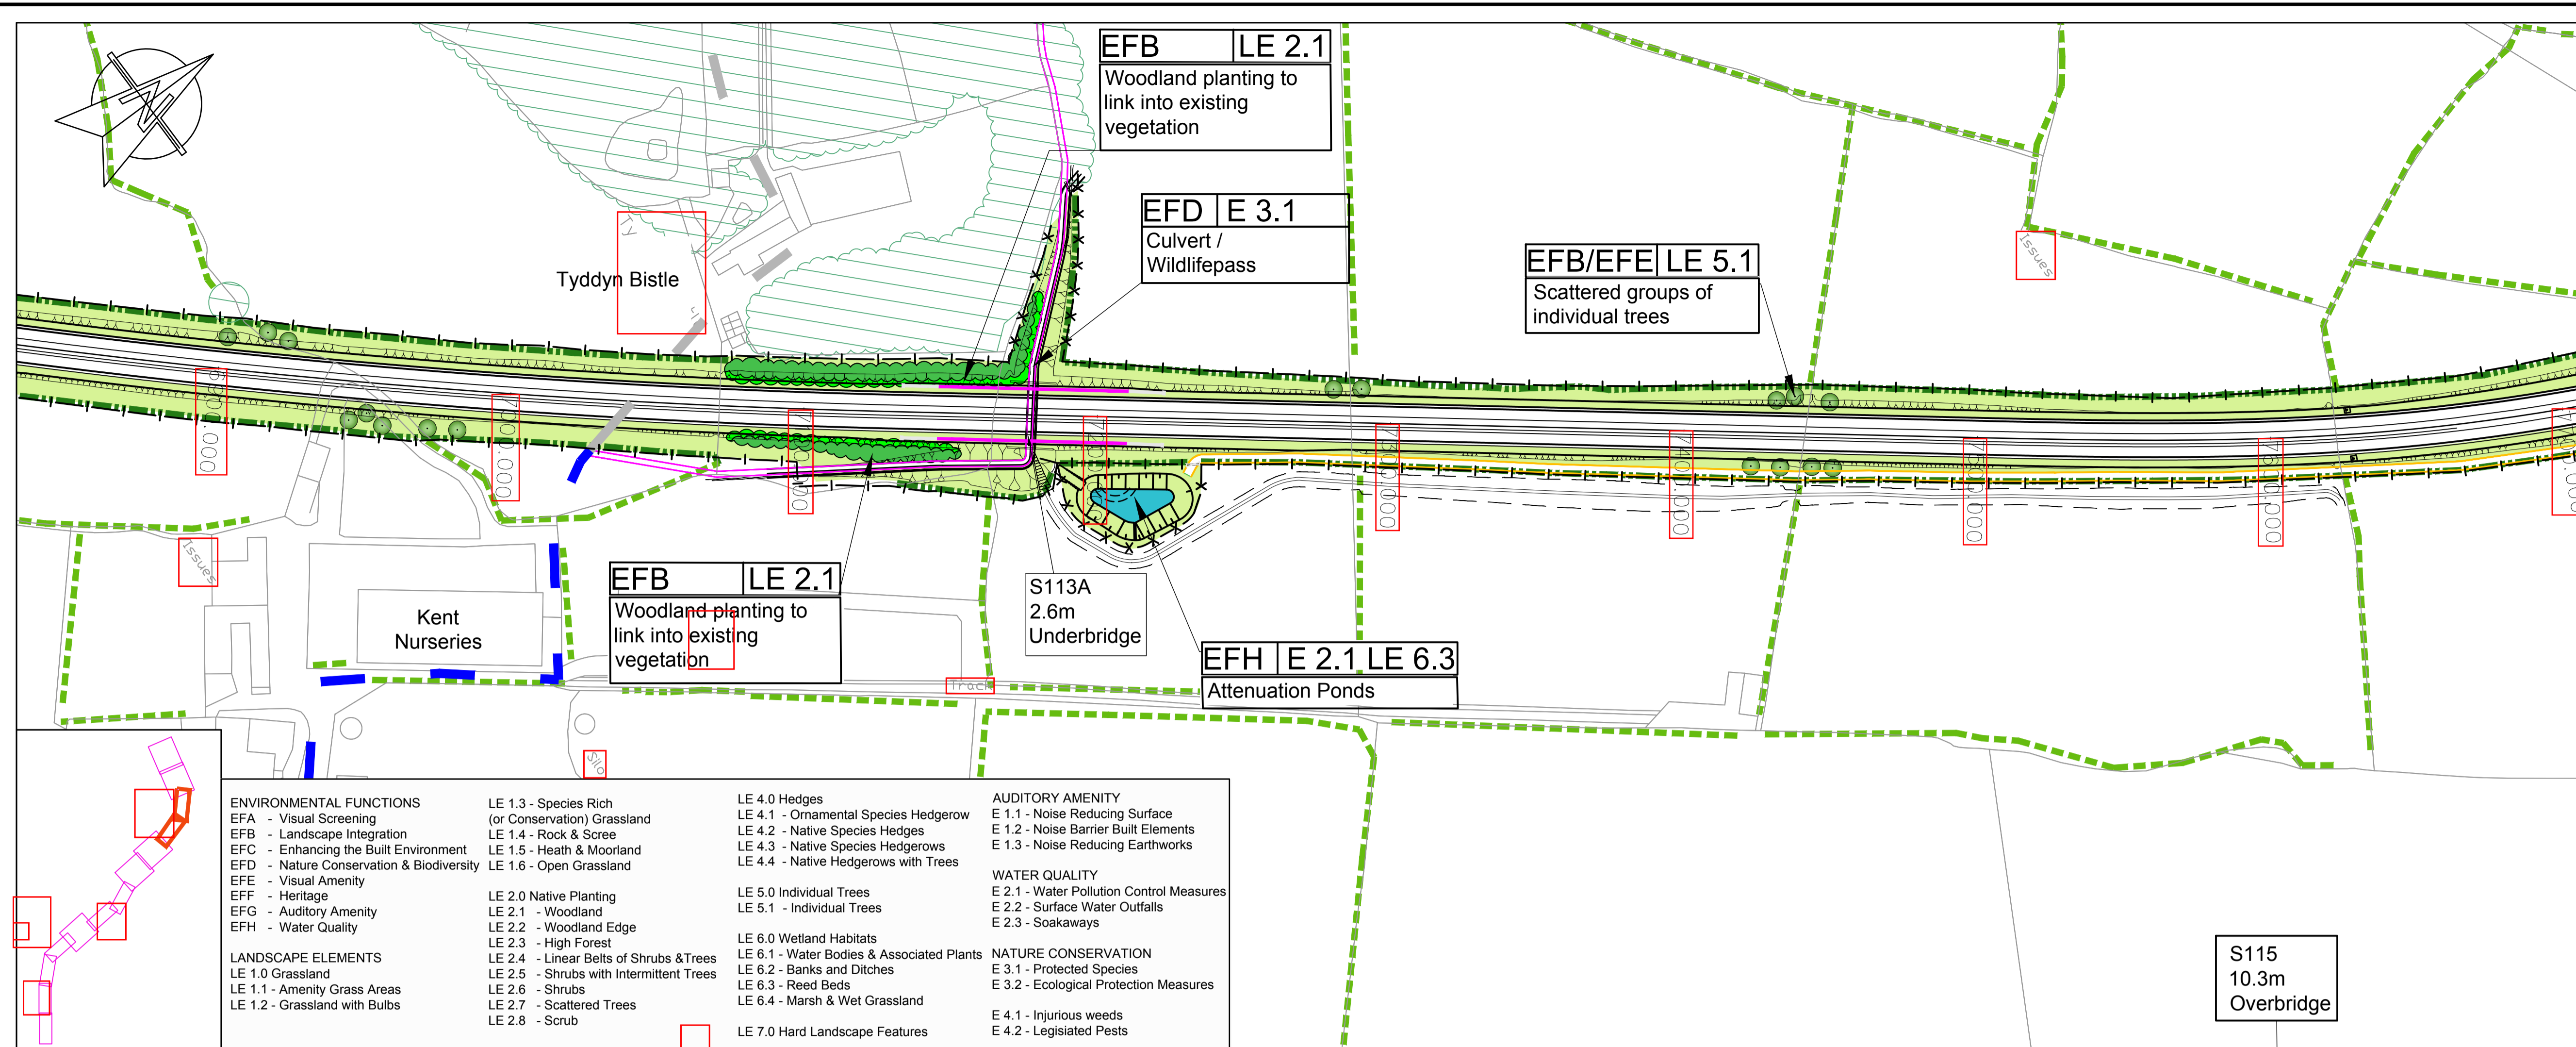 EFB LE 2.1
Woodland planting to
link into existing
vegetation
EFD E 3.1
Culvert /
Wildlifepass
EFB/EFE LE 5.1
Scattered groups of
individual trees
Issues
Ty
Tyddyn Bistle
N
Issues
Kent
Nurseries
EFB LE 2.1
Woodland planting to
link into existing
vegetation
S113A
2.6m
Underbridge
EFH E 2.1 LE 6.3
Attenuation Ponds
Track
Silo
ENVIRONMENTAL FUNCTIONS
EFA - Visual Screening
EFB - Landscape Integration
EFC - Enhancing the Built Environment
EFD - Nature Conservation & Biodiversity
EFE - Visual Amenity
EFF - Heritage
EFG - Auditory Amenity
EFH - Water Quality
LANDSCAPE ELEMENTS
LE 1.0 Grassland
LE 1.1 - Amenity Grass Areas
LE 1.2 - Grassland with Bulbs
LE 1.3 - Species Rich
(or Conservation) Grassland
LE 1.4 - Rock & Scree
LE 1.5 - Heath & Moorland
LE 1.6 - Open Grassland
LE 2.0 Native Planting
LE 2.1 - Woodland
LE 2.2 - Woodland Edge
LE 2.3 - High Forest
LE 2.4 - Linear Belts of Shrubs &Trees
LE 2.5 - Shrubs with Intermittent Trees
LE 2.6 - Shrubs
LE 2.7 - Scattered Trees
LE 2.8 - Scrub
LE 4.0 Hedges
LE 4.1 - Ornamental Species Hedgerow
LE 4.2 - Native Species Hedges
LE 4.3 - Native Species Hedgerows
LE 4.4 - Native Hedgerows with Trees
LE 5.0 Individual Trees
LE 5.1 - Individual Trees
LE 6.0 Wetland Habitats
LE 6.1 - Water Bodies & Associated Plants
LE 6.2 - Banks and Ditches
LE 6.3 - Reed Beds
LE 6.4 - Marsh & Wet Grassland
LE 7.0 Hard Landscape Features
AUDITORY AMENITY
E 1.1 - Noise Reducing Surface
E 1.2 - Noise Barrier Built Elements
E 1.3 - Noise Reducing Earthworks
WATER QUALITY
E 2.1 - Water Pollution Control Measures
E 2.2 - Surface Water Outfalls
E 2.3 - Soakaways
NATURE CONSERVATION
E 3.1 - Protected Species
E 3.2 - Ecological Protection Measures
E 4.1 - Injurious weeds
E 4.2 - Legisiated Pests
S115
10.3m
Overbridge